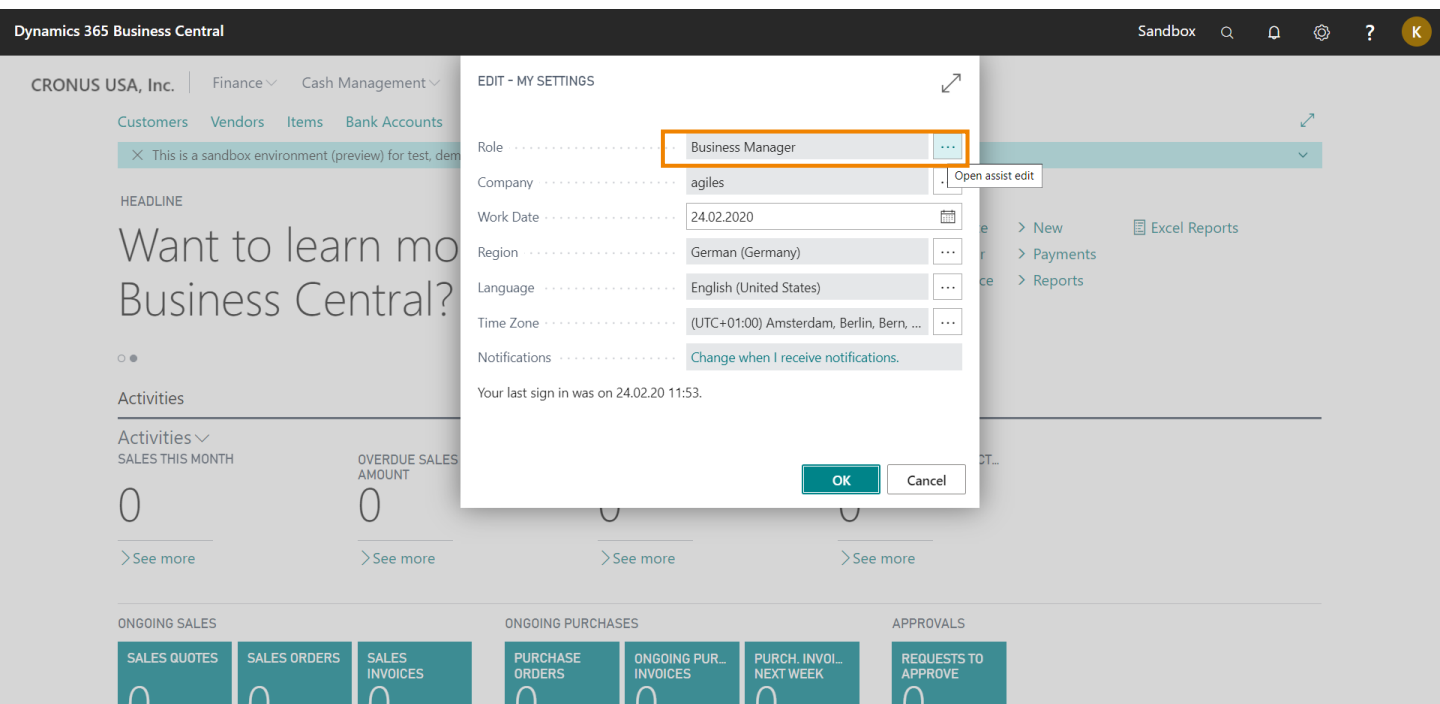 Dynamics 365 Business Central
Sandbox
?
K
CRONUS USA, Inc.
Finance
Cash Management
Customers Vendors Items Bank Accounts
This is a sandbox environment (preview) for test, dem
HEADLINE
Want to learn mo
Business Central?
> New
> Payments
> Reports
Excel Reports
EDIT - MY SETTINGS
Role Business Manager ...
Open assist edit
Company agiles
Work Date 24.02.2020
Region German (Germany) ...
Language English (United States) ...
Time Zone (UTC+01:00) Amsterdam, Berlin, Bern, ... ...
Notifications Change when I receive notifications.
Your last sign in was on 24.02.20 11:53.
OK Cancel
Activities
Activities
SALES THIS MONTH
0
> See more
OVERDUE SALES
AMOUNT
0
> See more
> See more
CT...
> See more
ONGOING SALES
SALES QUOTES
0
SALES ORDERS
0
SALES
INVOICES
0
ONGOING PURCHASES
PURCHASE
ORDERS
0
ONGOING PUR...
INVOICES
0
PURCH. INVOI...
NEXT WEEK
0
APPROVALS
REQUESTS TO
APPROVE
0